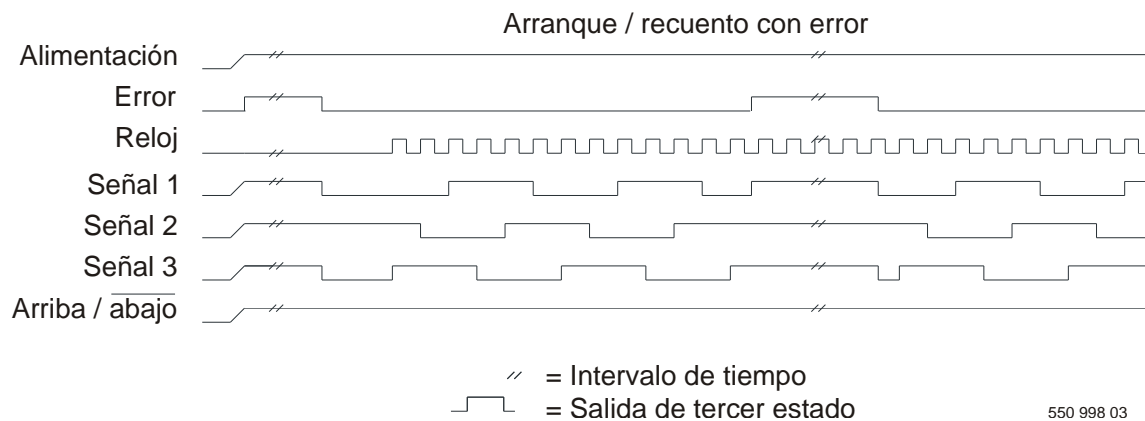 Arranque / recuento con error
Alimentación
Error
Reloj
Señal 1
Señal 2
Señal 3
Arriba / abajo
= Intervalo de tiempo
= Salida de tercer estado
550 998 03